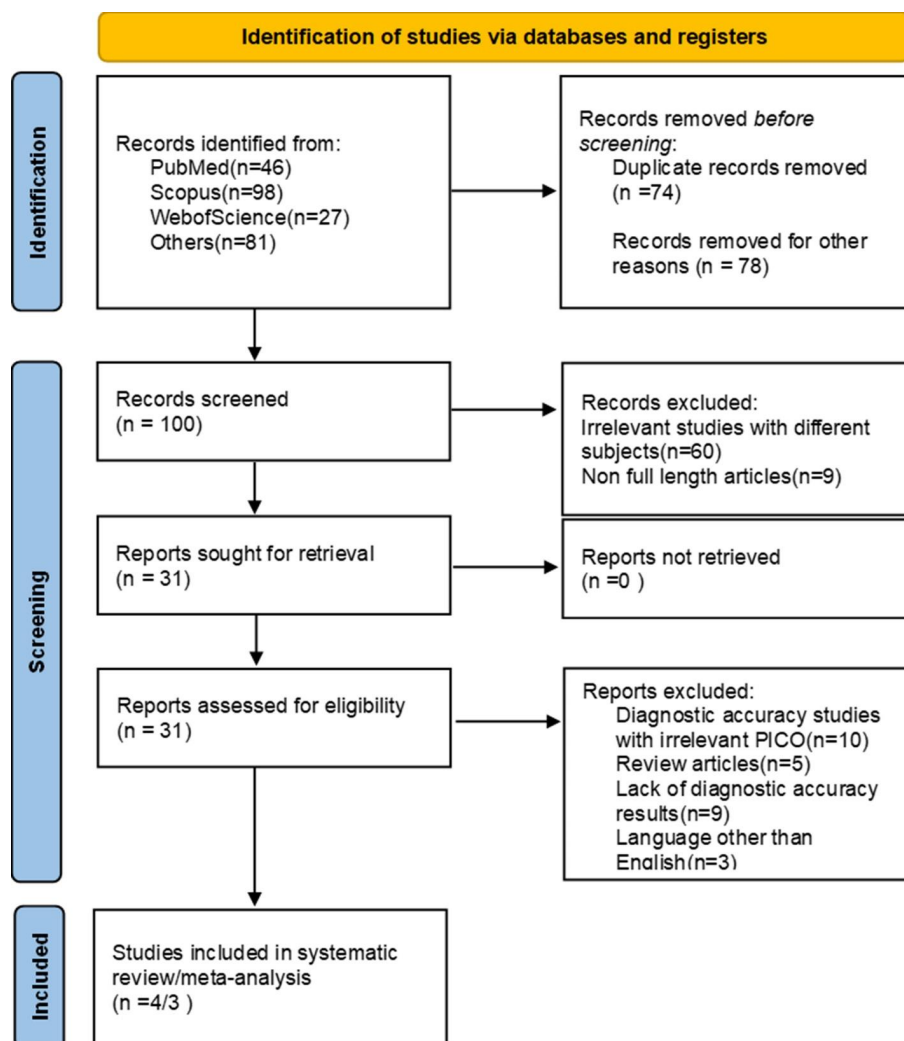 Identification of studies via databases and registers
Identification
Records identified from:
PubMed(n=46)
Scopus(n=98)
WebofScience(n=27)
Others(n=81)
Records removed before
screening:
Duplicate records removed
(n =74)
Records removed for other
reasons (n = 78)
Screening
Records screened
(n = 100)
Records excluded:
Irrelevant studies with different
subjects(n=60)
Non full length articles(n=9)
Reports sought for retrieval
(n = 31)
Reports not retrieved
(n =0 )
Reports assessed for eligibility
(n = 31)
Reports excluded:
Diagnostic accuracy studies
with irrelevant PICO(n=10)
Review articles(n=5)
Lack of diagnostic accuracy
results(n=9)
Language other than
English(n=3)
Included
Studies included in systematic
review/meta-analysis
(n =4/3 )